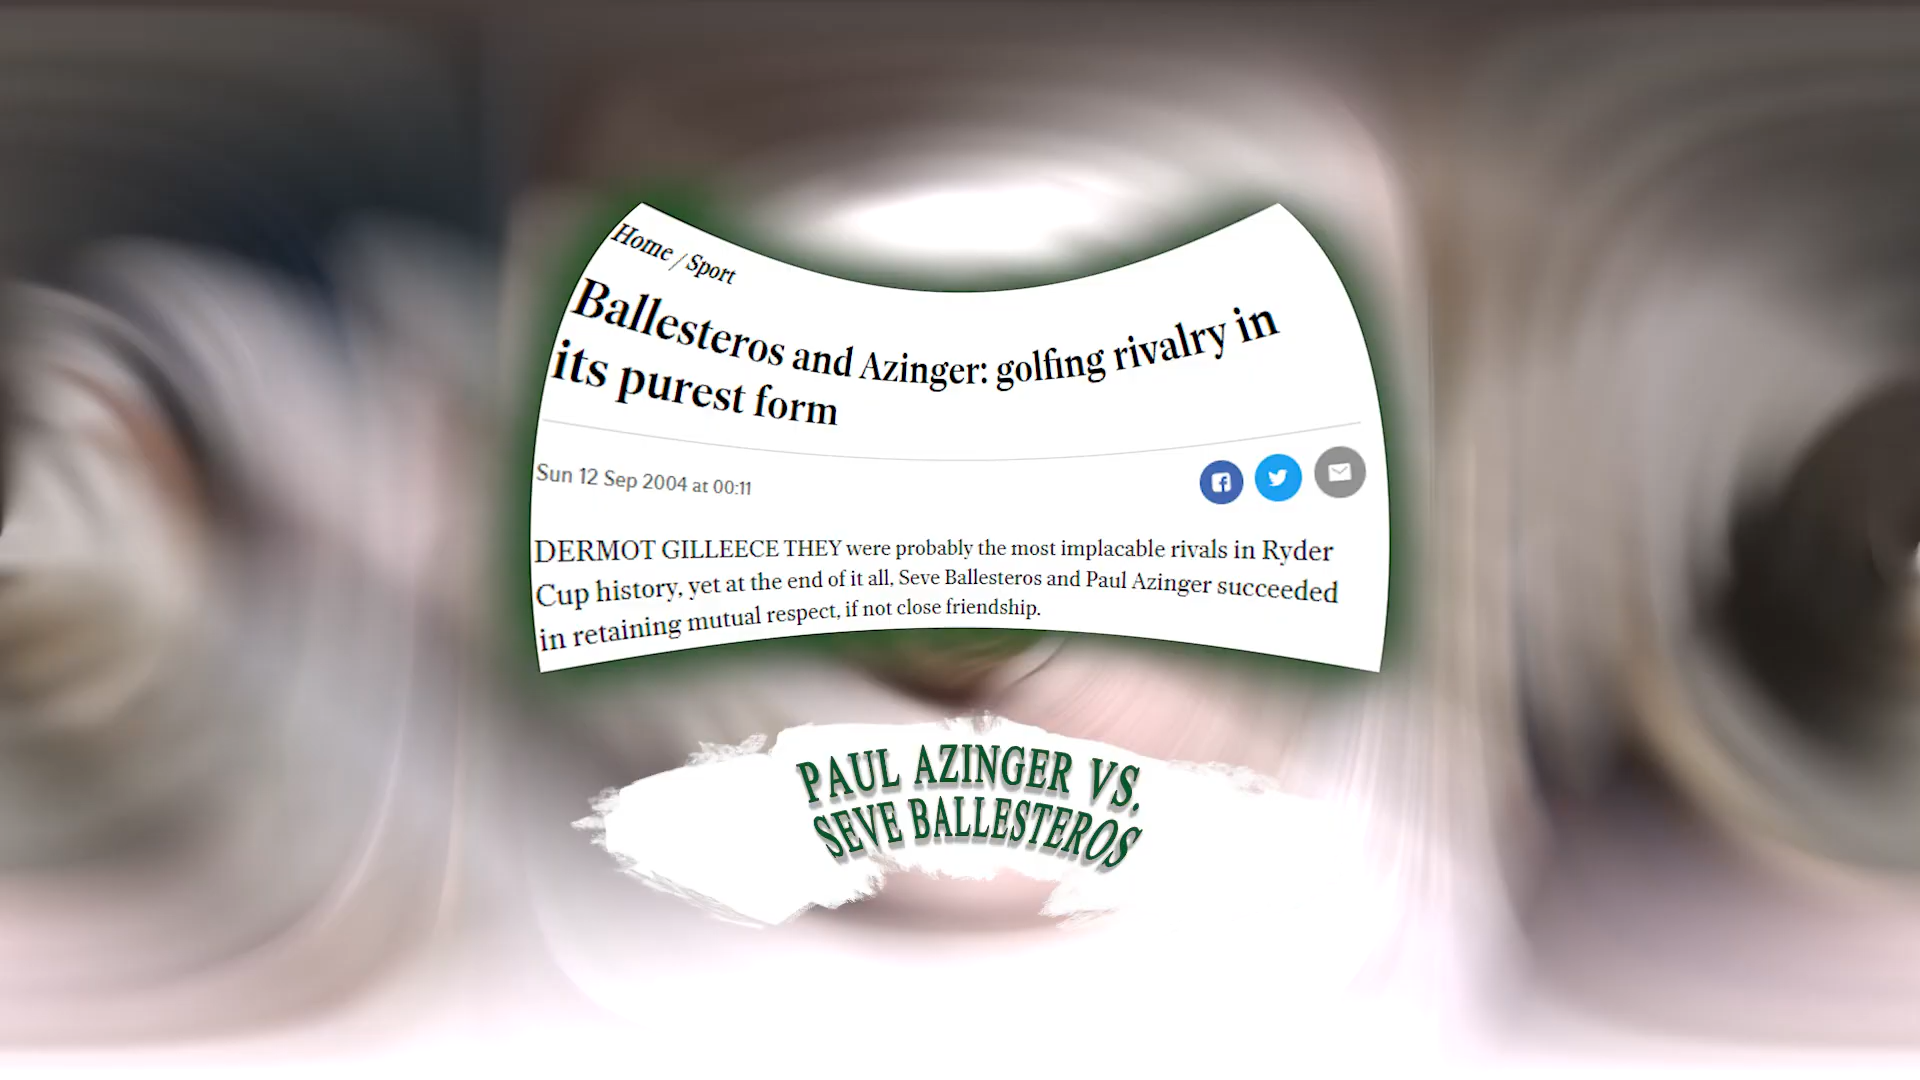 Home / Sport
Ballesteros and Azinger: golfing rivalry in
its purest form
Sun 12 Sep 2004 at 00:11
DERMOT GILLEECE THEY were probably the most implacable rivals in Ryder
Cup history, yet at the end of it all, Seve Ballesteros and Paul Azinger succeeded
in retaining mutual respect, if not close friendship.
PAUL AZINGER VS.
SEVE BALLESTEROS